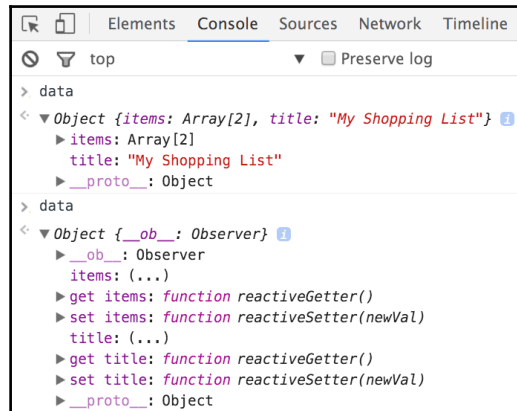 Elements Console Sources Network Timeline
top ▼ Preserve log
> data
▼ Object {items: Array[2], title: "My Shopping List"} i
▶ items: Array[2]
title: "My Shopping List"
▶ __proto__: Object
> data
▼ Object {__ob__: Observer} i
▶ __ob__: Observer
items: (...)
▶ get items: function reactiveGetter()
▶ set items: function reactiveSetter(newVal)
title: (...)
▶ get title: function reactiveGetter()
▶ set title: function reactiveSetter(newVal)
▶ __proto__: Object